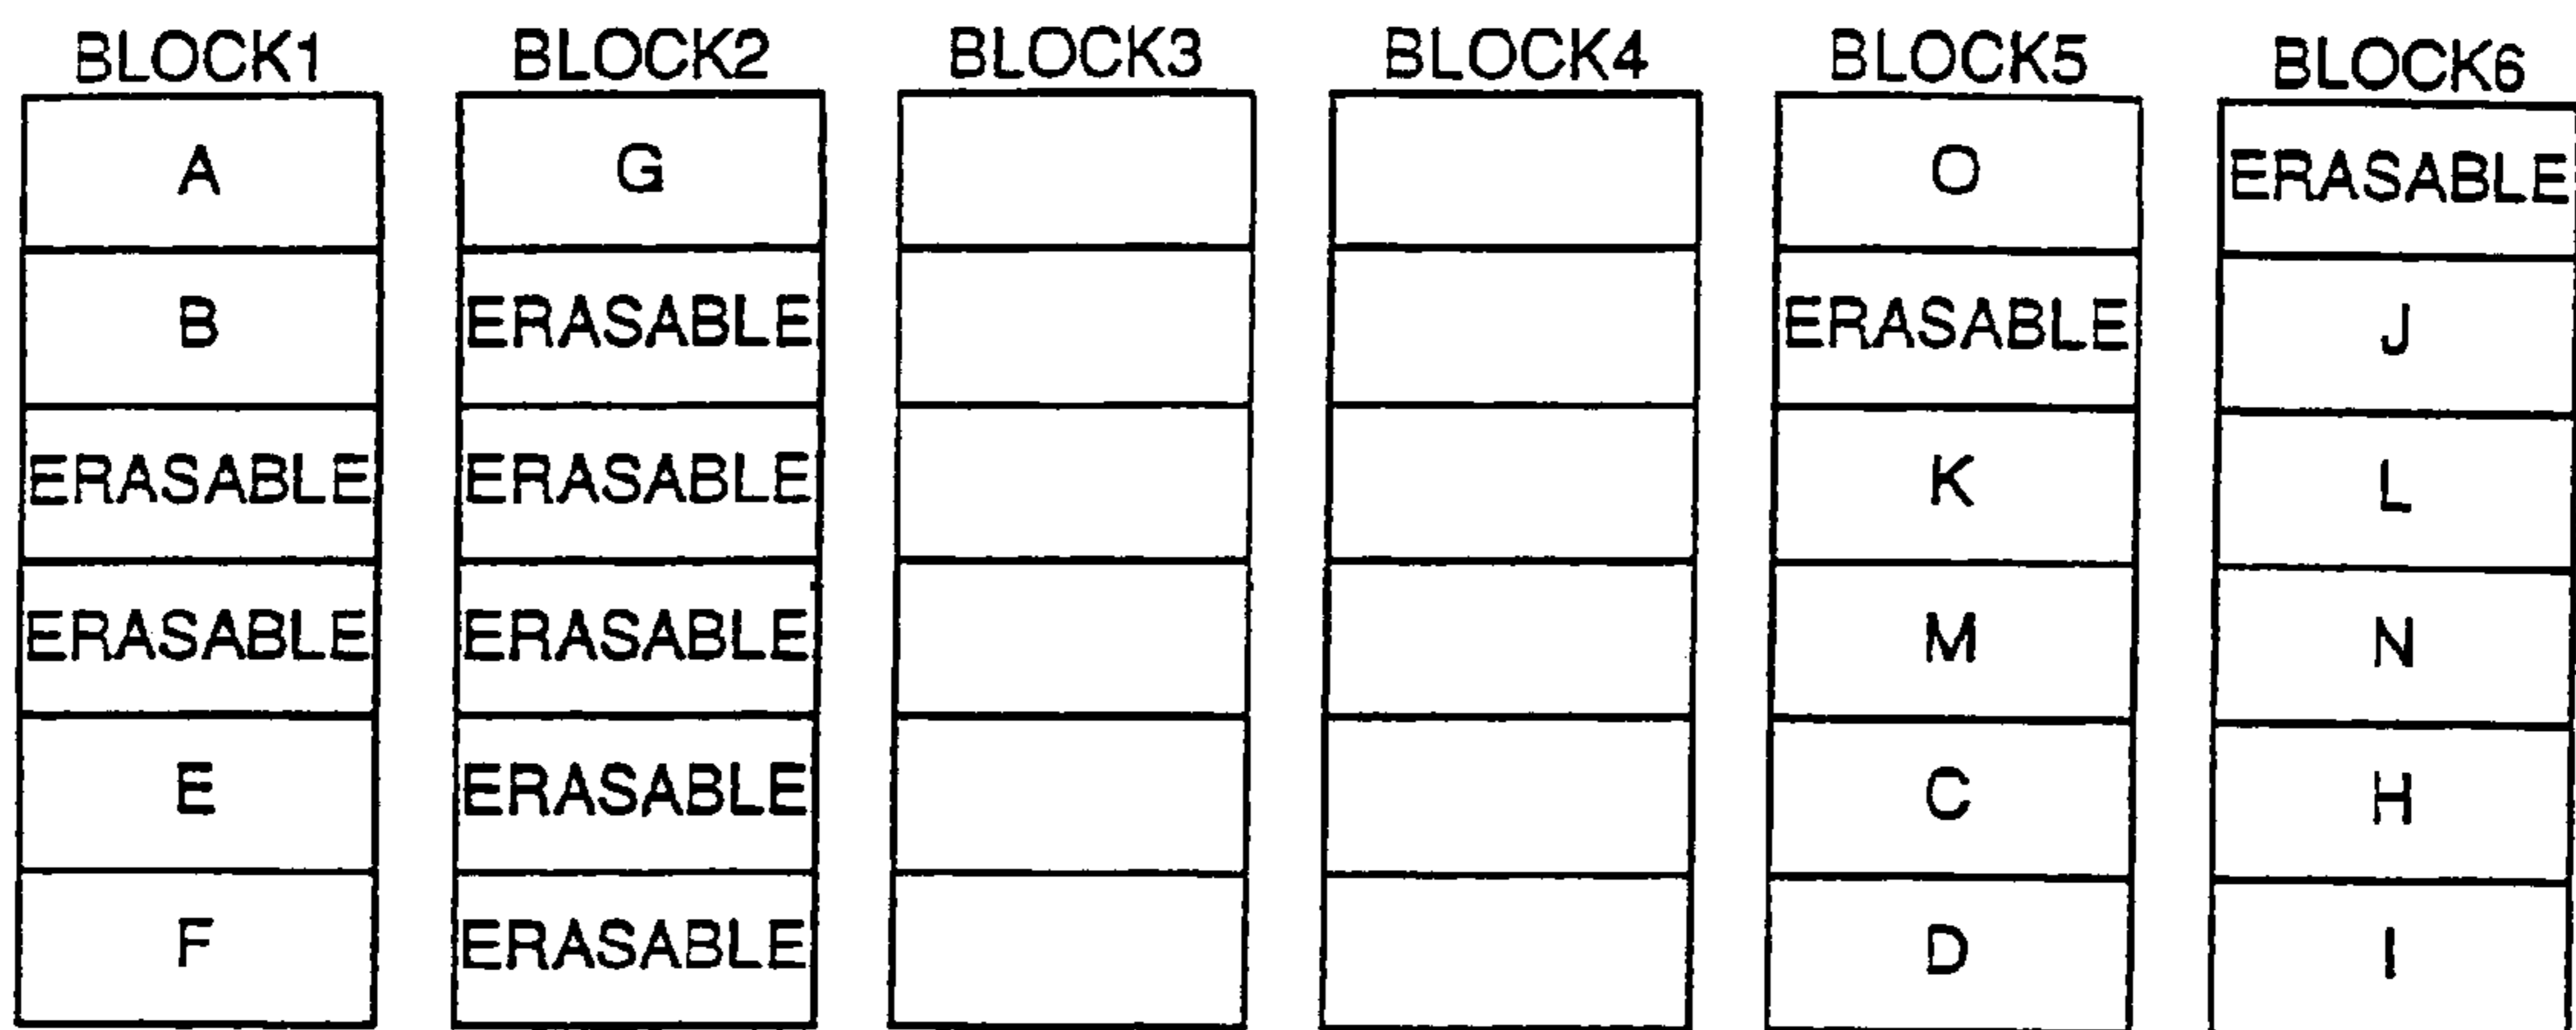 BLOCK1 BLOCK2 BLOCK3 BLOCK4 BLOCK5 BLOCK6
A G O ERASABLE
B ERASABLE ERASABLE J
ERASABLE ERASABLE K L
ERASABLE ERASABLE M N
E ERASABLE C H
F ERASABLE D I